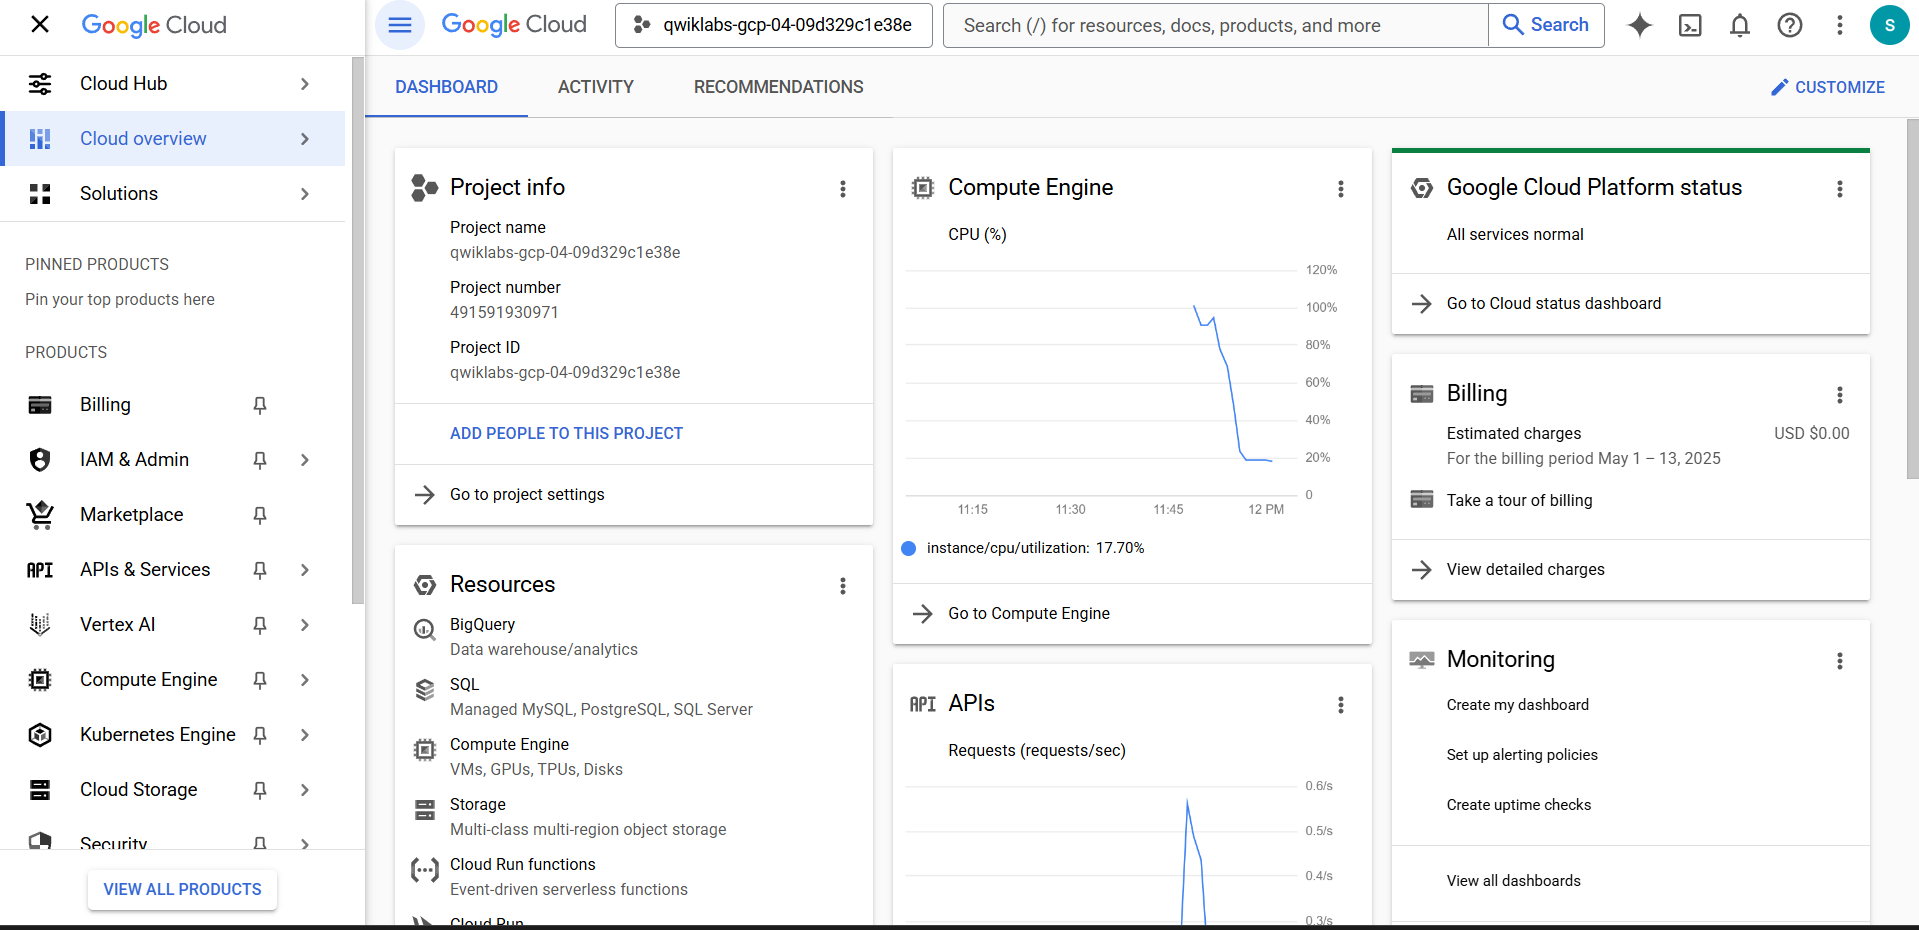 Google Cloud
Cloud Hub
Cloud overview
Solutions
PINNED PRODUCTS
Pin your top products here
PRODUCTS
Billing
IAM & Admin
Marketplace
API APIs & Services
Vertex AI
Compute Engine
Kubernetes Engine
Cloud Storage
Security
VIEW ALL PRODUCTS
Google Cloud
qwiklabs-gcp-04-09d329c1e38e
Search (/) for resources, docs, products, and more
Search
S
DASHBOARD
ACTIVITY
RECOMMENDATIONS
CUSTOMIZE
Project info
Project name
qwiklabs-gcp-04-09d329c1e38e
Project number
491591930971
Project ID
qwiklabs-gcp-04-09d329c1e38e
ADD PEOPLE TO THIS PROJECT
Go to project settings
Resources
BigQuery
Data warehouse/analytics
SQL
Managed MySQL, PostgreSQL, SQL Server
Compute Engine
VMs, GPUs, TPUs, Disks
Storage
Multi-class multi-region object storage
Cloud Run functions
Event-driven serverless functions
Cloud Run
Compute Engine
CPU (%)
120%
100%
80%
60%
40%
20%
0
11:15 11:30 11:45 12 PM
instance/cpu/utilization: 17.70%
Go to Compute Engine
API APIs
Requests (requests/sec)
0.6/s
0.5/s
0.4/s
0.3/s
Google Cloud Platform status
All services normal
Go to Cloud status dashboard
Billing
Estimated charges USD $0.00
For the billing period May 1 – 13, 2025
Take a tour of billing
View detailed charges
Monitoring
Create my dashboard
Set up alerting policies
Create uptime checks
View all dashboards